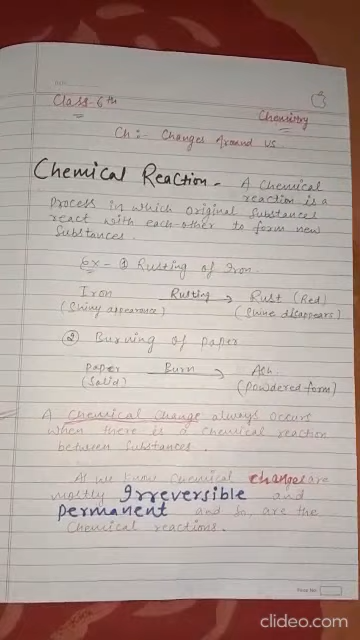 Class-6th
Chemistry
Ch:- Changes Around us.
Chemical Reaction - A Chemical
reaction is a
Process in which original substances
react with each-other to form new
Substances.
Ex- ① Rusting of Iron.
Iron Rusting → Rust (Red)
(Shiny appearance) (Shine disappears)
② Burning of paper
Paper Burn → Ash
(Solid) (Powdered form)
A Chemical Change always occurs
when there is a chemical reaction
between substances.
As we know Chemical changes are
mostly Irreversible and
permanent and so, are the
Chemical reactions.
Page No.
clideo.com